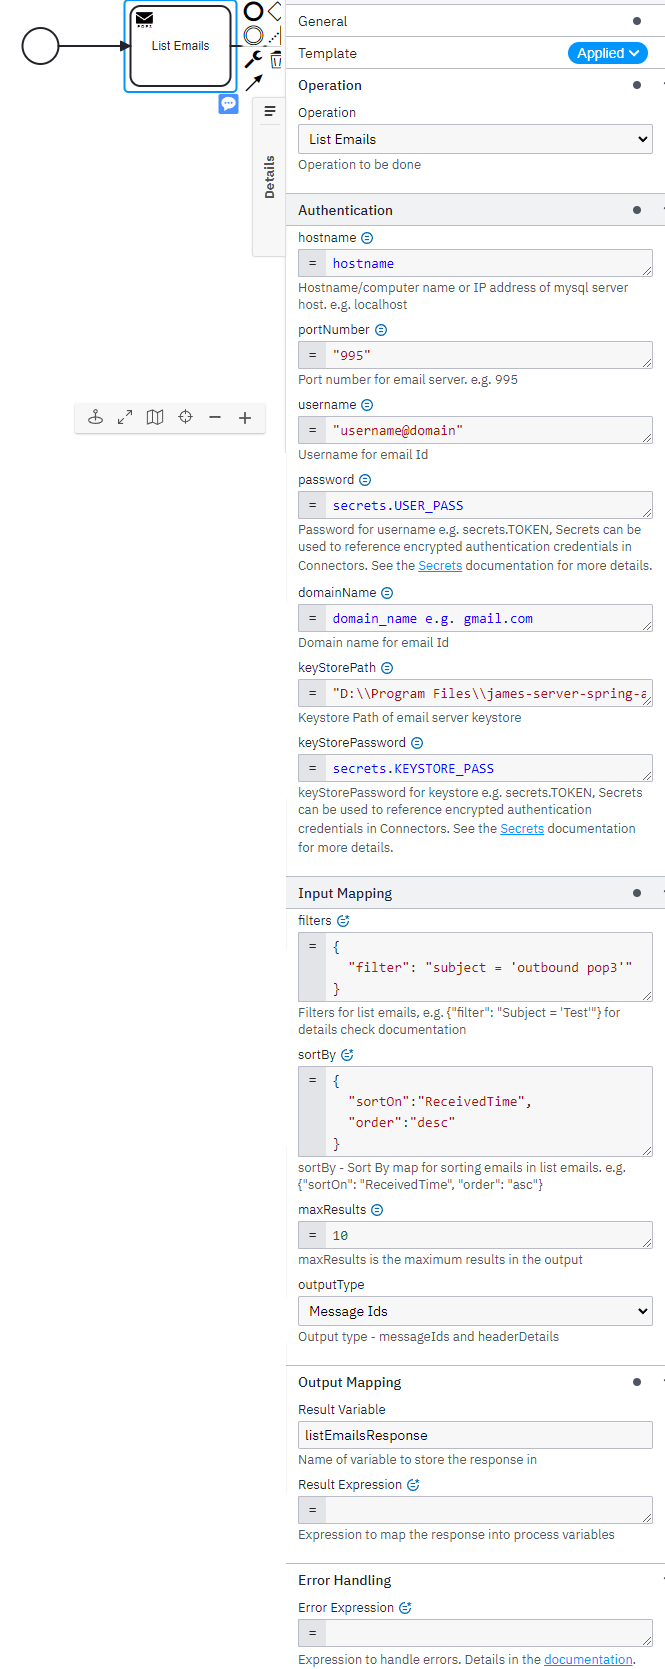 POP3
List Emails
Details
General
Template
Applied
Operation
Operation
List Emails
Operation to be done
Authentication
hostname
= hostname
Hostname/computer name or IP address of mysql server
host. e.g. localhost
portNumber
= "995"
Port number for email server. e.g. 995
username
= "username@domain"
Username for email Id
password
= secrets.USER_PASS
Password for username e.g. secrets.TOKEN, Secrets can be
used to reference encrypted authentication credentials in
Connectors. See the Secrets documentation for more details.
domainName
= domain_name e.g. gmail.com
Domain name for email Id
keyStorePath
= "D:\\Program Files\\james-server-spring-a
Keystore Path of email server keystore
keyStorePassword
= secrets.KEYSTORE_PASS
keyStorePassword for keystore e.g. secrets.TOKEN, Secrets
can be used to reference encrypted authentication
credentials in Connectors. See the Secrets documentation
for more details.
Input Mapping
filters
= {
"filter": "subject = 'outbound pop3'"
}
Filters for list emails, e.g. {"filter": "Subject = 'Test'"} for
details check documentation
sortBy
= {
"sortOn":"ReceivedTime",
"order":"desc"
}
sortBy - Sort By map for sorting emails in list emails. e.g.
{"sortOn": "ReceivedTime", "order": "asc"}
maxResults
= 10
maxResults is the maximum results in the output
outputType
Message Ids
Output type - messageIds and headerDetails
Output Mapping
Result Variable
listEmailsResponse
Name of variable to store the response in
Result Expression
=
Expression to map the response into process variables
Error Handling
Error Expression
=
Expression to handle errors. Details in the documentation.